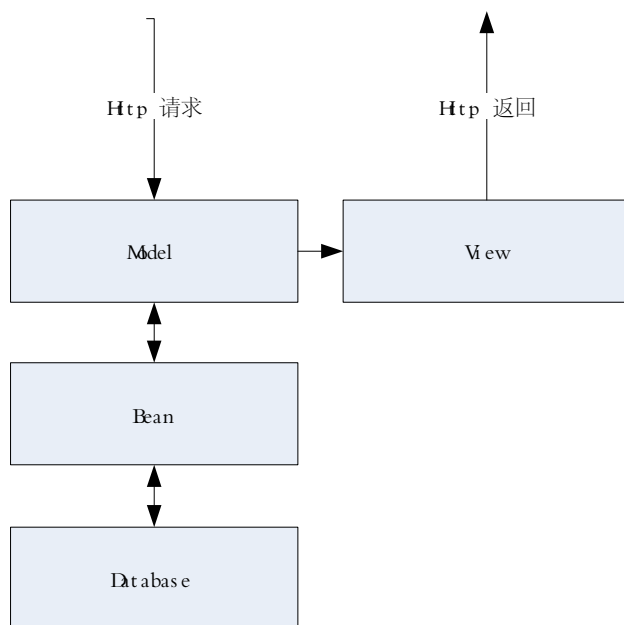 Http 请求
Http 返回
Model
View
Bean
Database